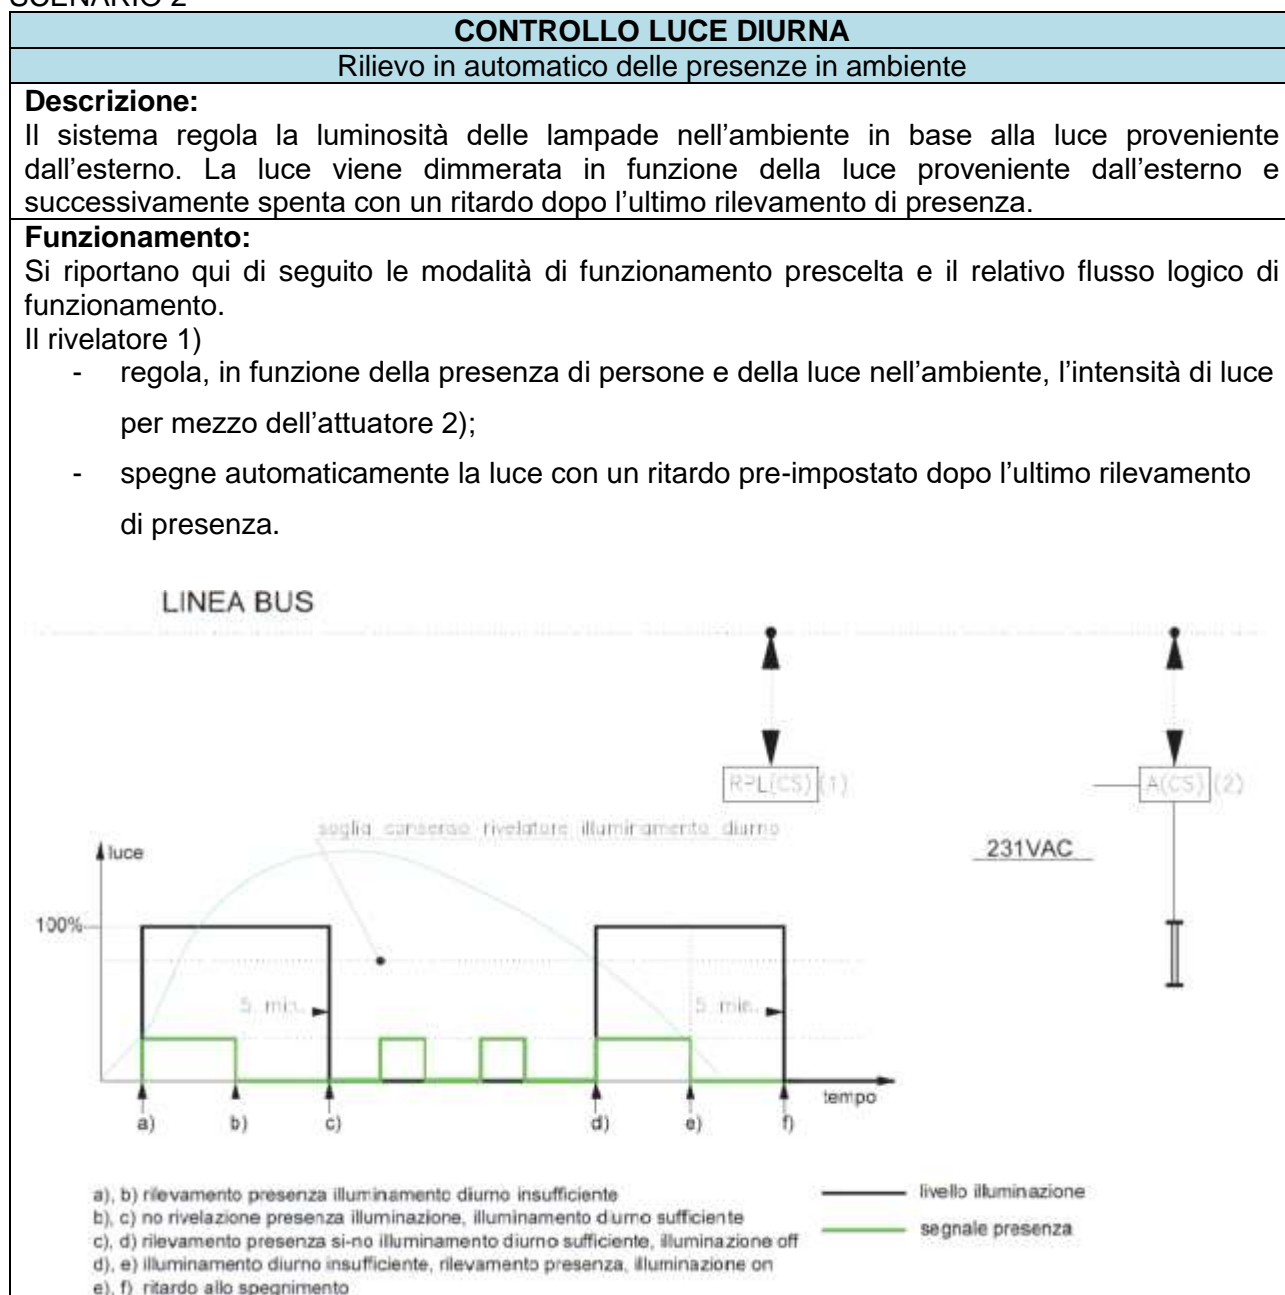 SCENARIO 2
CONTROLLO LUCE DIURNA
Rilievo in automatico delle presenze in ambiente
Descrizione:
Il sistema regola la luminosità delle lampade nell'ambiente in base alla luce proveniente
dall'esterno. La luce viene dimmerata in funzione della luce proveniente dall'esterno e
successivamente spenta con un ritardo dopo l'ultimo rilevamento di presenza.
Funzionamento:
Si riportano qui di seguito le modalità di funzionamento prescelta e il relativo flusso logico di
funzionamento.
Il rivelatore 1)
- regola, in funzione della presenza di persone e della luce nell'ambiente, l'intensità di luce
per mezzo dell'attuatore 2);
- spegne automaticamente la luce con un ritardo pre-impostato dopo l'ultimo rilevamento
di presenza.
LINEA BUS
RPL(CS) (1)
A(CS) (2)
soglia consenso rivelatore illuminamento diurno
231VAC
luce
100%
5 min.
5 min.
tempo
a)
b)
c)
d)
e)
f)
a), b) rilevamento presenza illuminamento diurno insufficiente
b), c) no rivelazione presenza illuminazione, illuminamento diurno sufficiente
c), d) rilevamento presenza si-no illuminamento diurno sufficiente, illuminazione off
d), e) illuminamento diurno insufficiente, rilevamento presenza, illuminazione on
e), f) ritardo allo spegnimento
livello illuminazione
segnale presenza